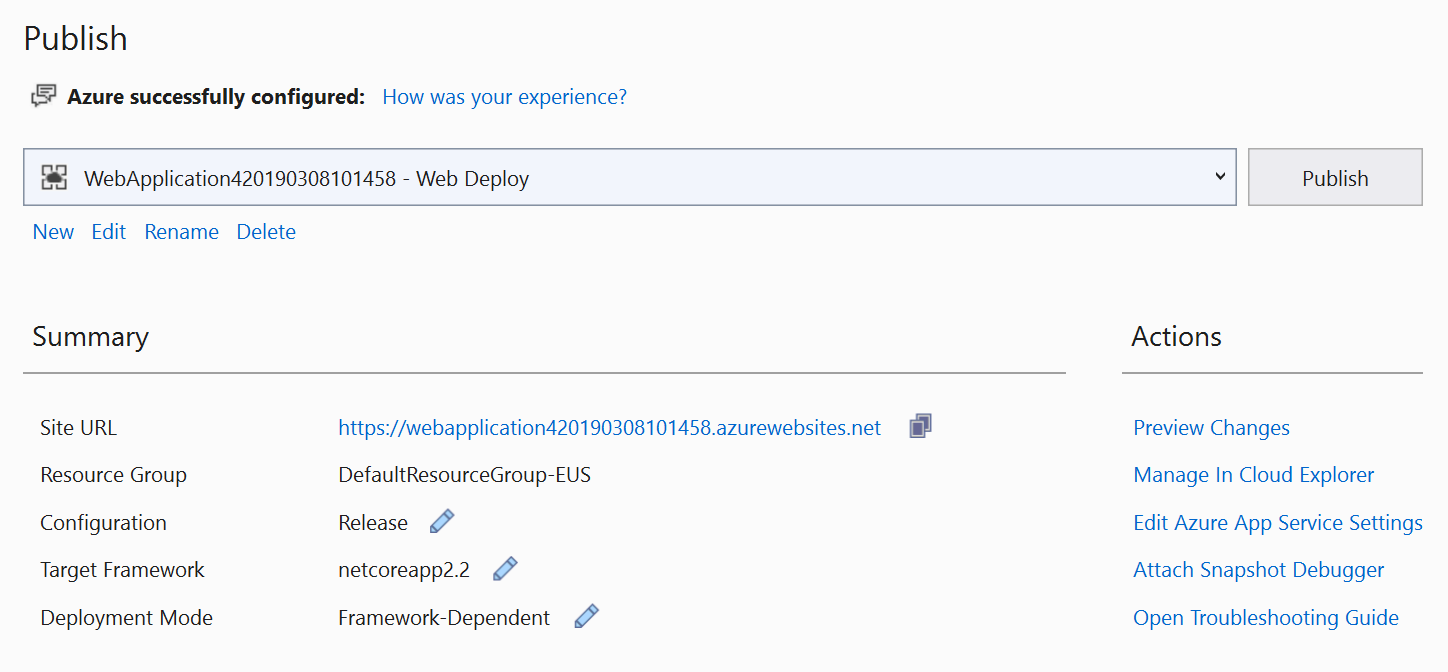 Publish
Azure successfully configured: How was your experience?
WebApplication420190308101458 - Web Deploy
Publish
New Edit Rename Delete
Summary
Actions
Site URL https://webapplication420190308101458.azurewebsites.net
Preview Changes
Resource Group DefaultResourceGroup-EUS
Manage In Cloud Explorer
Configuration Release
Edit Azure App Service Settings
Target Framework netcoreapp2.2
Attach Snapshot Debugger
Deployment Mode Framework-Dependent
Open Troubleshooting Guide